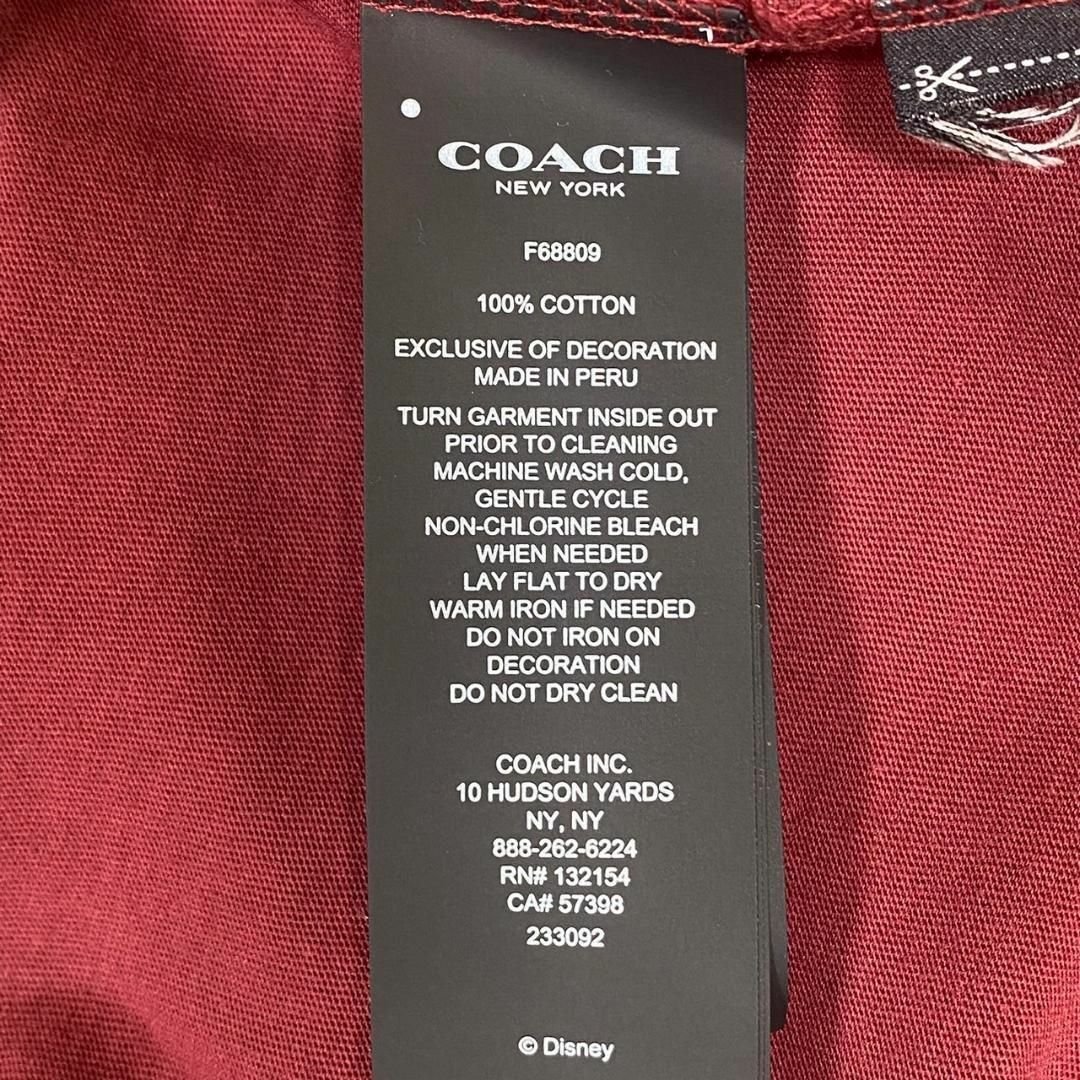 COACH
NEW YORK
F68809
100% COTTON
EXCLUSIVE OF DECORATION
MADE IN PERU
TURN GARMENT INSIDE OUT
PRIOR TO CLEANING
MACHINE WASH COLD,
GENTLE CYCLE
NON-CHLORINE BLEACH
WHEN NEEDED
LAY FLAT TO DRY
WARM IRON IF NEEDED
DO NOT IRON ON
DECORATION
DO NOT DRY CLEAN
COACH INC.
10 HUDSON YARDS
NY, NY
888-262-6224
RN# 132154
CA# 57398
233092
© Disney